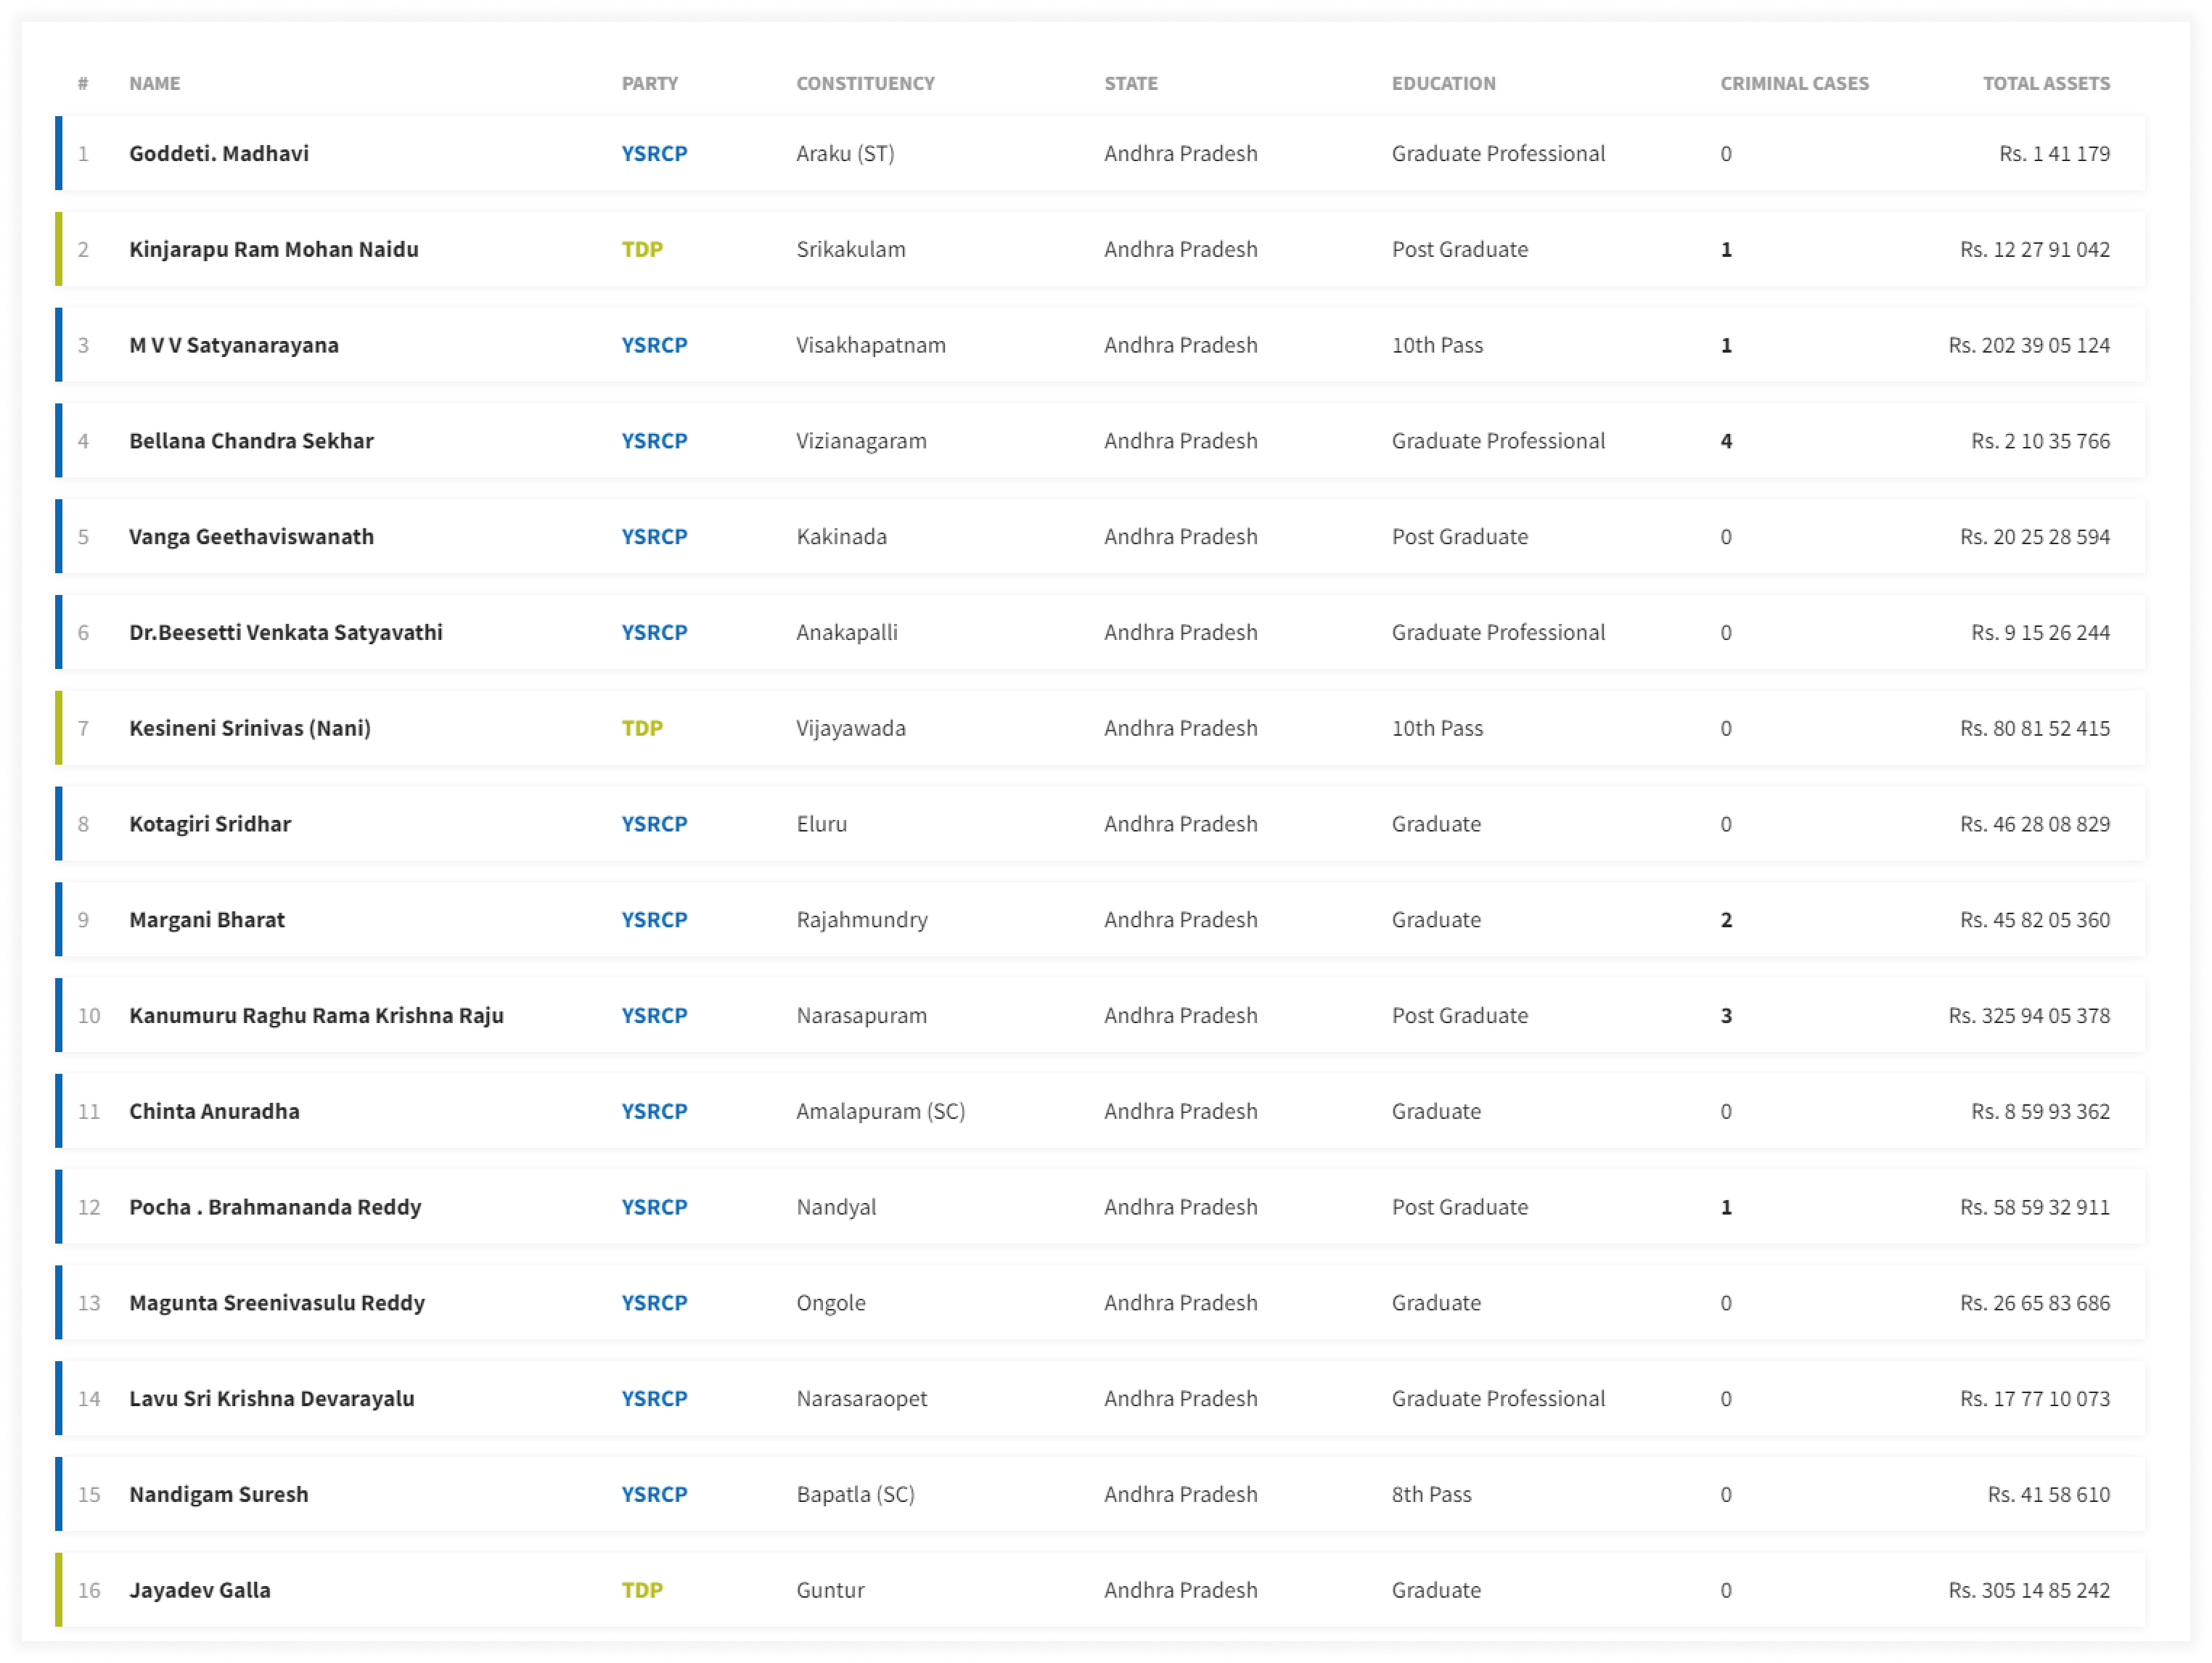 # NAME PARTY CONSTITUENCY STATE EDUCATION CRIMINAL CASES TOTAL ASSETS
1 Goddeti. Madhavi YSRCP Araku (ST) Andhra Pradesh Graduate Professional 0 Rs. 1 41 179
2 Kinjarapu Ram Mohan Naidu TDP Srikakulam Andhra Pradesh Post Graduate 1 Rs. 12 27 91 042
3 M V V Satyanarayana YSRCP Visakhapatnam Andhra Pradesh 10th Pass 1 Rs. 202 39 05 124
4 Bellana Chandra Sekhar YSRCP Vizianagaram Andhra Pradesh Graduate Professional 4 Rs. 2 10 35 766
5 Vanga Geethaviswanath YSRCP Kakinada Andhra Pradesh Post Graduate 0 Rs. 20 25 28 594
6 Dr.Beesetti Venkata Satyavathi YSRCP Anakapalli Andhra Pradesh Graduate Professional 0 Rs. 9 15 26 244
7 Kesineni Srinivas (Nani) TDP Vijayawada Andhra Pradesh 10th Pass 0 Rs. 80 81 52 415
8 Kotagiri Sridhar YSRCP Eluru Andhra Pradesh Graduate 0 Rs. 46 28 08 829
9 Margani Bharat YSRCP Rajahmundry Andhra Pradesh Graduate 2 Rs. 45 82 05 360
10 Kanumuru Raghu Rama Krishna Raju YSRCP Narasapuram Andhra Pradesh Post Graduate 3 Rs. 325 94 05 378
11 Chinta Anuradha YSRCP Amalapuram (SC) Andhra Pradesh Graduate 0 Rs. 8 59 93 362
12 Pocha . Brahmananda Reddy YSRCP Nandyal Andhra Pradesh Post Graduate 1 Rs. 58 59 32 911
13 Magunta Sreenivasulu Reddy YSRCP Ongole Andhra Pradesh Graduate 0 Rs. 26 65 83 686
14 Lavu Sri Krishna Devarayalu YSRCP Narasaraopet Andhra Pradesh Graduate Professional 0 Rs. 17 77 10 073
15 Nandigam Suresh YSRCP Bapatla (SC) Andhra Pradesh 8th Pass 0 Rs. 41 58 610
16 Jayadev Galla TDP Guntur Andhra Pradesh Graduate 0 Rs. 305 14 85 242